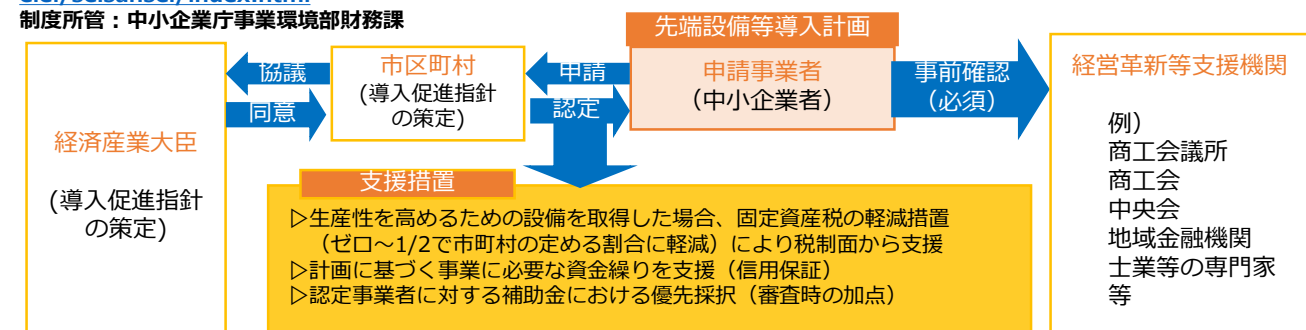 制度所管：中小企業庁事業環境部財務課
先端設備等導入計画
協議
同意
市区町村
(導入促進指針
の策定)
申請
認定
申請事業者
（中小企業者）
事前確認
（必須）
経営革新等支援機関
例）
商工会議所
商工会
中央会
地域金融機関
士業等の専門家
等
経済産業大臣
(導入促進指針
の策定)
支援措置
▷生産性を高めるための設備を取得した場合、固定資産税の軽減措置
（ゼロ～1/2で市町村の定める割合に軽減）により税制面から支援
▷計画に基づく事業に必要な資金繰りを支援（信用保証）
▷認定事業者に対する補助金における優先採択（審査時の加点）